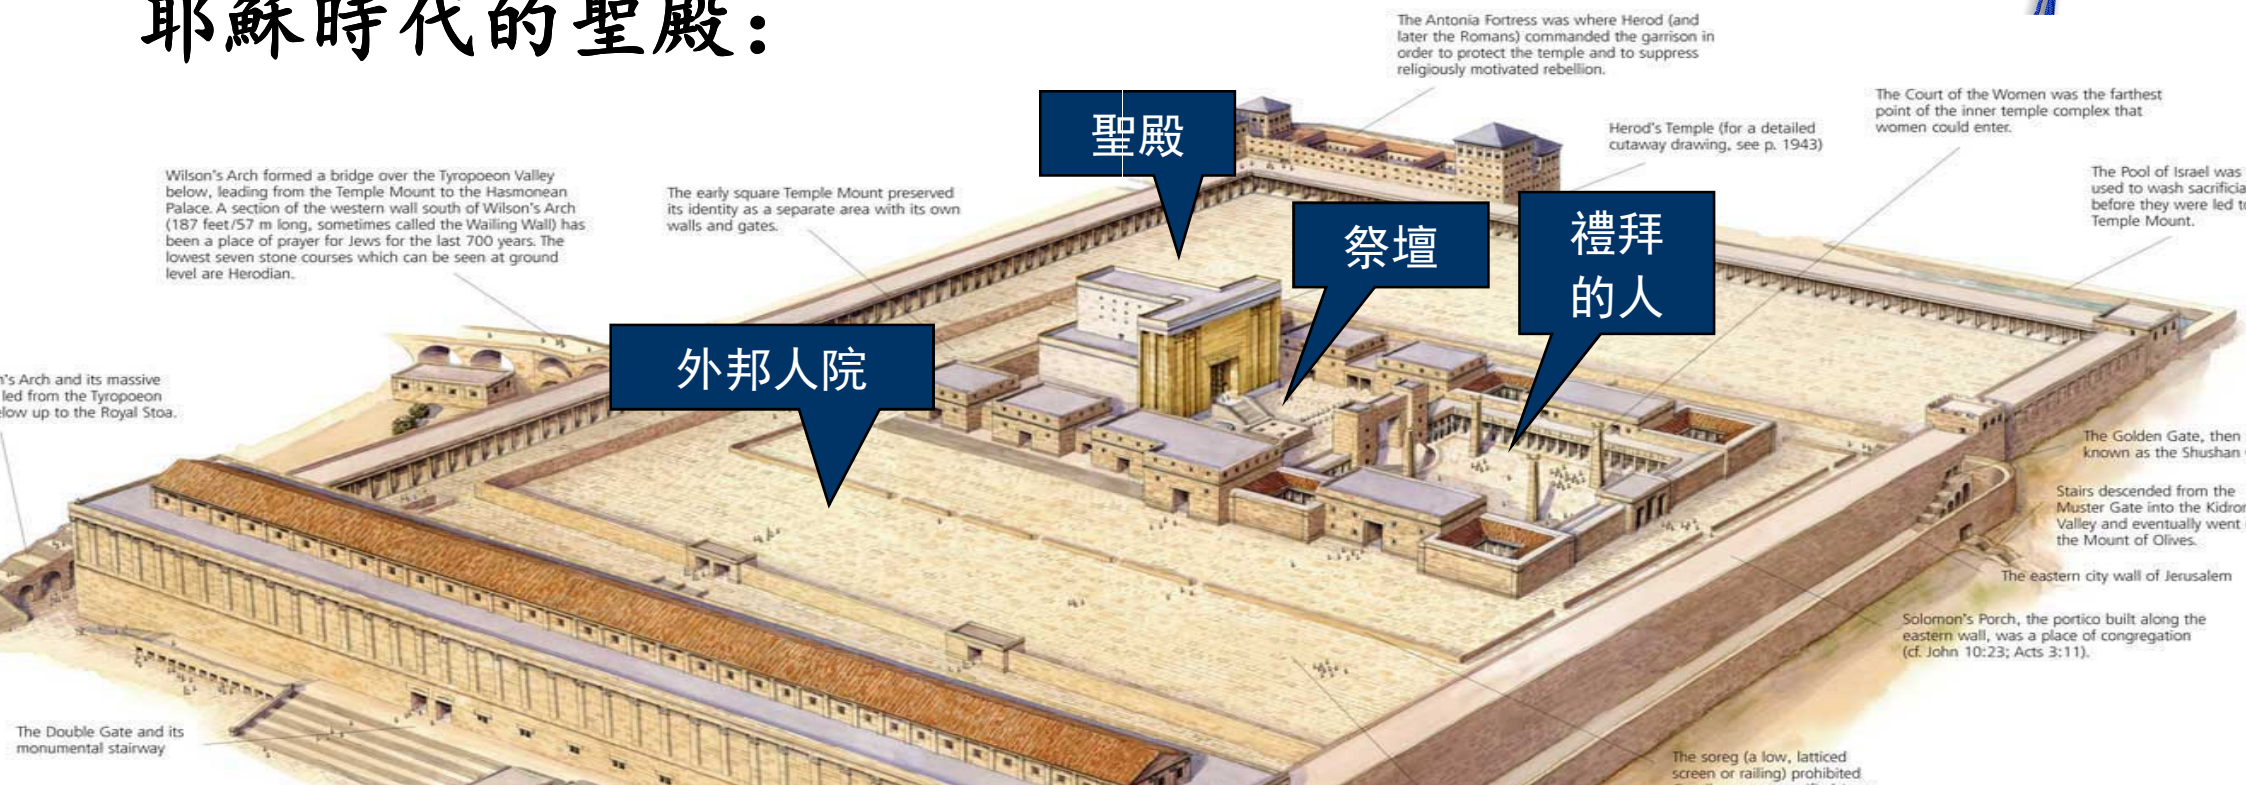 耶穌時代的聖殿：
The Antonia Fortress was where Herod (and
later the Romans) commanded the garrison in
order to protect the temple and to suppress
religiously motivated rebellion.
The Court of the Women was the farthest
point of the inner temple complex that
women could enter.
聖殿
Herod's Temple (for a detailed
cutaway drawing, see p. 1943)
Wilson's Arch formed a bridge over the Tyropoeon Valley
below, leading from the Temple Mount to the Hasmonean
Palace. A section of the western wall south of Wilson's Arch
(187 feet/57 m long, sometimes called the Wailing Wall) has
been a place of prayer for Jews for the last 700 years. The
lowest seven stone courses which can be seen at ground
level are Herodian.
The early square Temple Mount preserved
its identity as a separate area with its own
walls and gates.
The Pool of Israel was
used to wash
before they were led
Temple Mount.
祭壇
禮拜
的人
外邦人院
Arch and its massive
led from the Tyropoeon
up to the Royal Stoa.
The Golden Gate, then
known as the Shushan
Stairs descended from the
Muster Gate into the
Valley and eventually went
the Mount of Olives.
The eastern city wall of Jerusalem
Solomon's Porch, the portico built along the
eastern wall, was a place of congregation
(cf. John 10:23; Acts 3:11).
The Double Gate and its
monumental stairway
The soreg (a low, latticed
screen or railing) prohibited